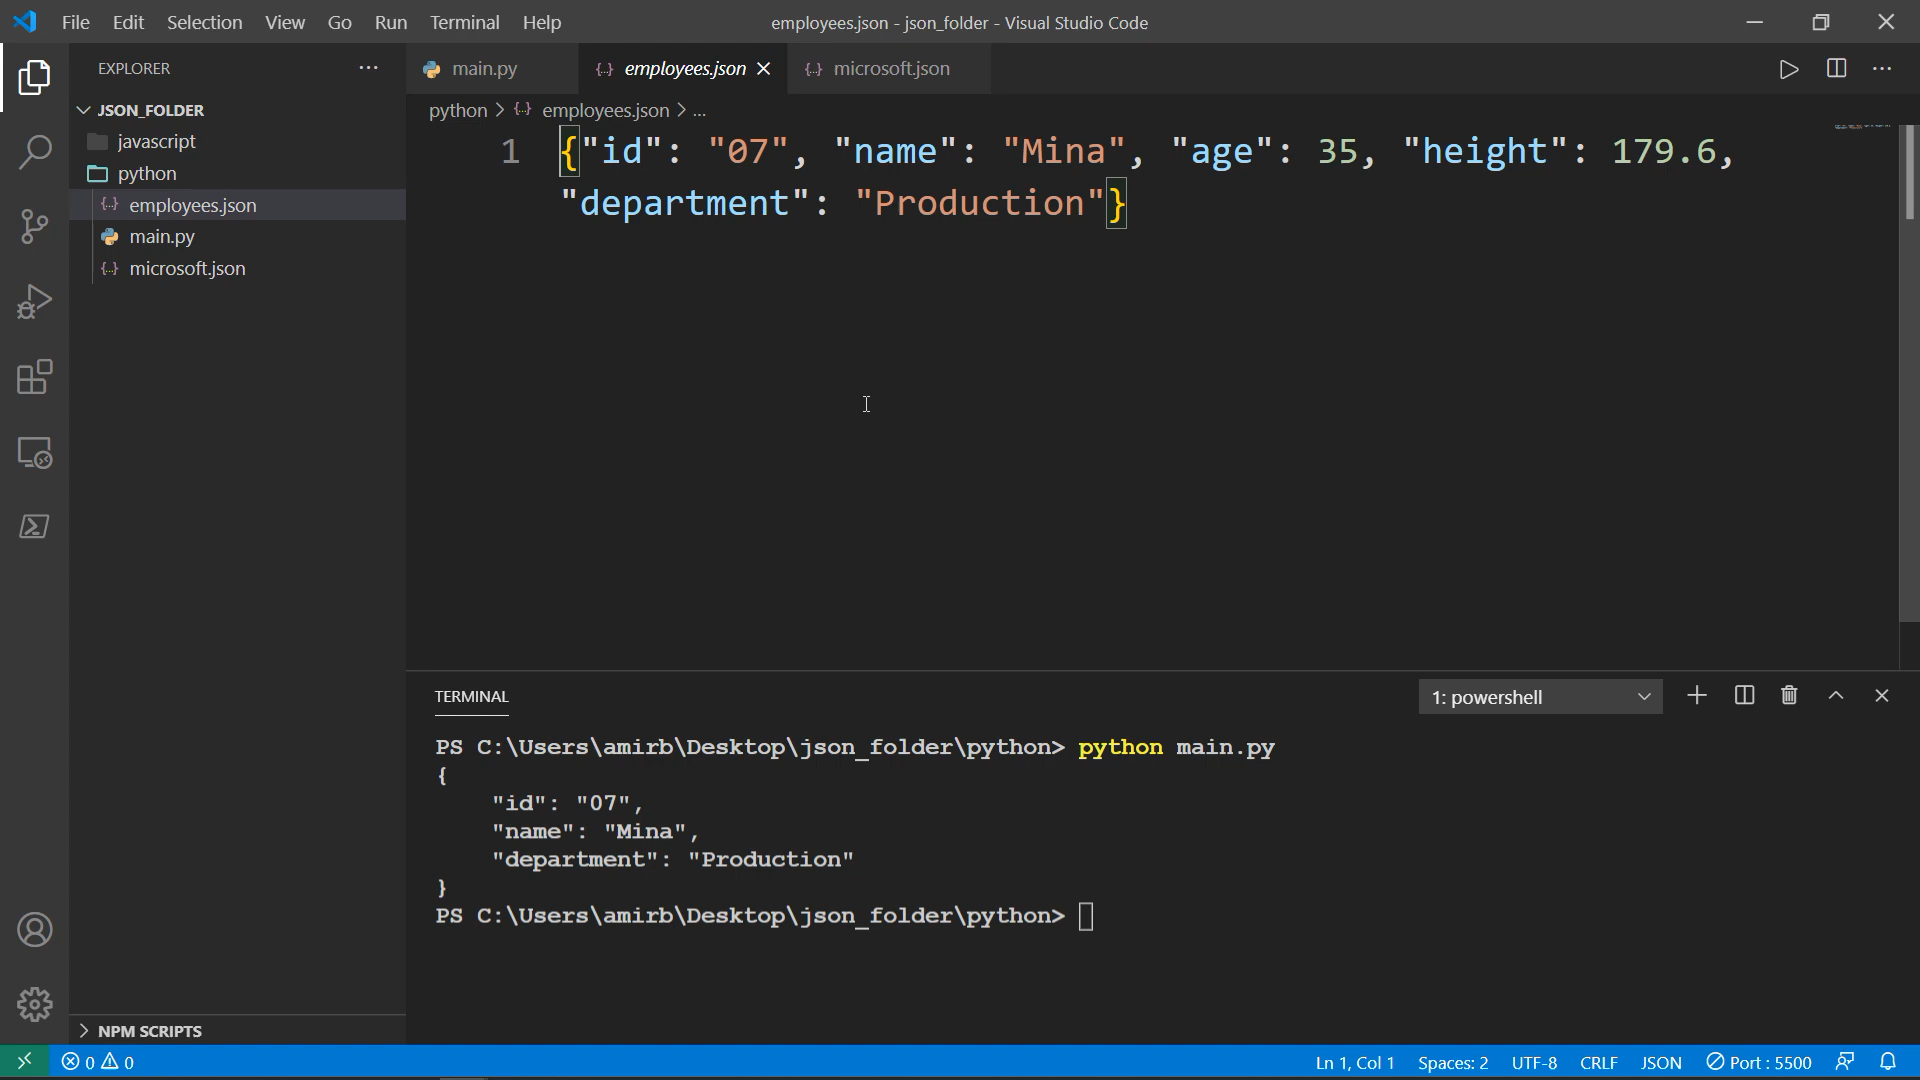 File Edit Selection View Go Run Terminal Help
employees.json - json_folder - Visual Studio Code
EXPLORER
JSON_FOLDER
javascript
python
employees.json
main.py
microsoft.json
NPM SCRIPTS
main.py employees.json microsoft.json
python > employees.json > ...
1 {"id": "07", "name": "Mina", "age": 35, "height": 179.6,
"department": "Production"}
TERMINAL
1: powershell
PS C:\Users\amirb\Desktop\json_folder\python> python main.py
{
"id": "07",
"name": "Mina",
"department": "Production"
}
PS C:\Users\amirb\Desktop\json_folder\python>
0 0
Ln 1, Col 1 Spaces: 2 UTF-8 CRLF JSON Port : 5500